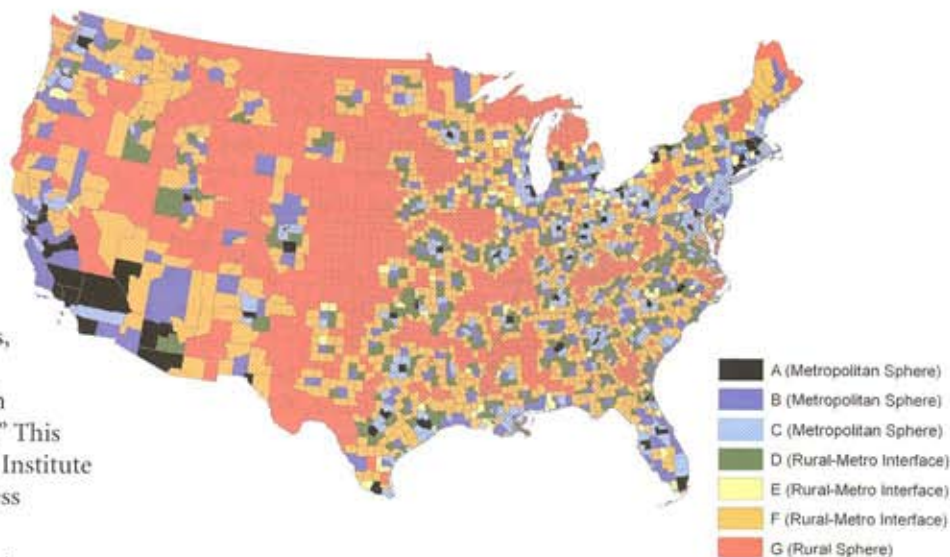 s,
n
” This
Institute
ess
A (Metropolitan Sphere)
B (Metropolitan Sphere)
C (Metropolitan Sphere)
D (Rural-Metro Interface)
E (Rural-Metro Interface)
F (Rural-Metro Interface)
G (Rural Sphere)